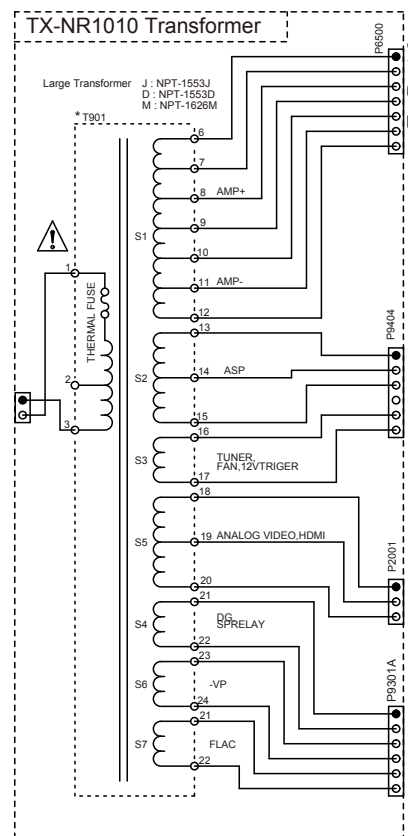 TX-NR1010 Transformer
P6500
Large Transformer J : NPT-1553J
D : NPT-1553D
M : NPT-1626M
* T901
6
7
8 AMP+
9
S1
10
11 AMP-
12
1
THERMAL FUSE
2
3
13
P9404
14 ASP
S2
15
16
S3
TUNER,
FAN,12VTRIGER
17
18
19 ANALOG VIDEO,HDMI
S5
P2001
20
21
S4
DG,
SPRELAY
22
23
P9301A
S6
-VP
24
21
S7
FLAC
22